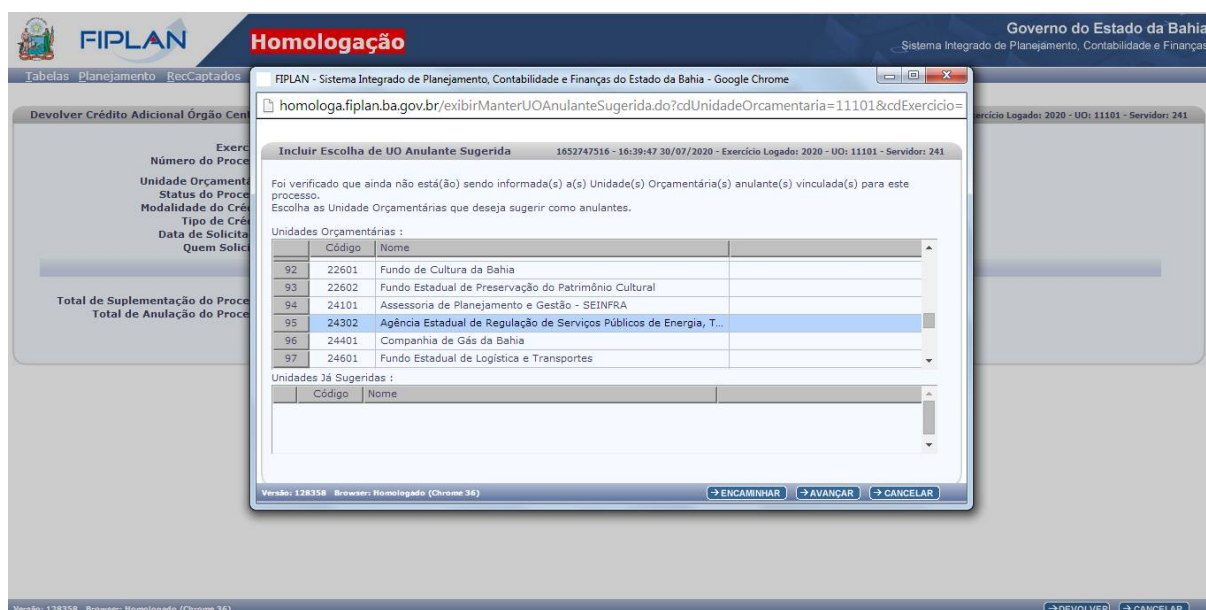 FIPLAN
Homologação
Governo do Estado da Bahia
Sistema Integrado de Planejamento, Contabilidade e Finanças
Tabelas Planejamento RecCaptados
FIPLAN - Sistema Integrado de Planejamento, Contabilidade e Finanças do Estado da Bahia - Google Chrome
homologa.fiplan.ba.gov.br/exibirManterUOAnulanteSugerida.do?cdUnidadeOrcamentaria=11101&cdExercicio=
Devolver Crédito Adicional Órgão Cent
ercício Logado: 2020 - UO: 11101 - Servidor: 241
Exerc
Número do Proce
Unidade Orçamentá
Status do Proce
Modalidade do Cré
Tipo de Cré
Data de Solicita
Quem Solici
Total de Suplementação do Proce
Total de Anulação do Proce
Incluir Escolha de UO Anulante Sugerida 1652747516 - 16:39:47 30/07/2020 - Exercício Logado: 2020 - UO: 11101 - Servidor: 241
Foi verificado que ainda não está(ão) sendo informada(s) a(s) Unidade(s) Orçamentária(s) anulante(s) vinculada(s) para este
processo.
Escolha as Unidade Orçamentárias que deseja sugerir como anulantes.
Unidades Orçamentárias :
Código Nome
92 22601 Fundo de Cultura da Bahia
93 22602 Fundo Estadual de Preservação do Patrimônio Cultural
94 24101 Assessoria de Planejamento e Gestão - SEINFRA
95 24302 Agência Estadual de Regulação de Serviços Públicos de Energia, T...
96 24401 Companhia de Gás da Bahia
97 24601 Fundo Estadual de Logística e Transportes
Unidades Já Sugeridas :
Código Nome
Versão: 128358 Browser: Homologado (Chrome 36)
ENCAMINHAR AVANÇAR CANCELAR
Versão: 128358 Browser: Homologado (Chrome 36)
DEVOLVER CANCELAR